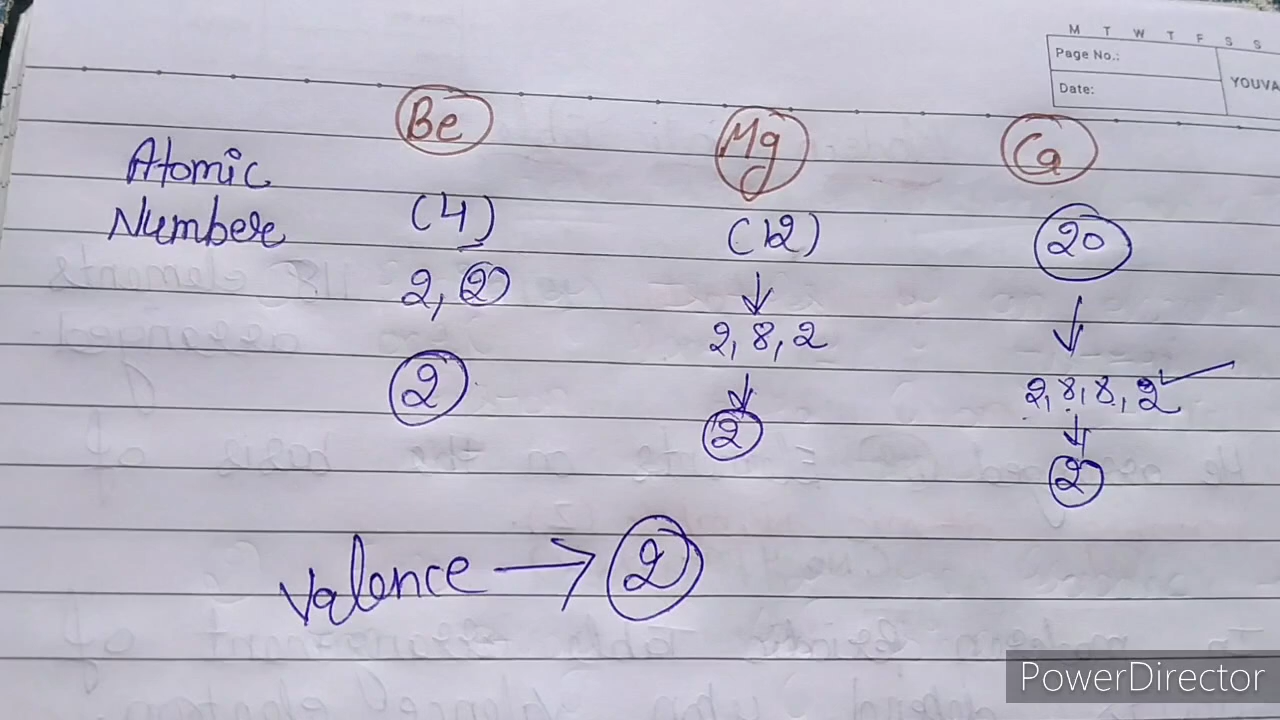 M T W T F S S
Page No.:
Date:
YOUVA
Be Mg Ca
Atomic
Number (4) (12) 20
2, 2 2, 8, 2
2 2 2, 8, 8, 2
2
Valence → 2
PowerDirector